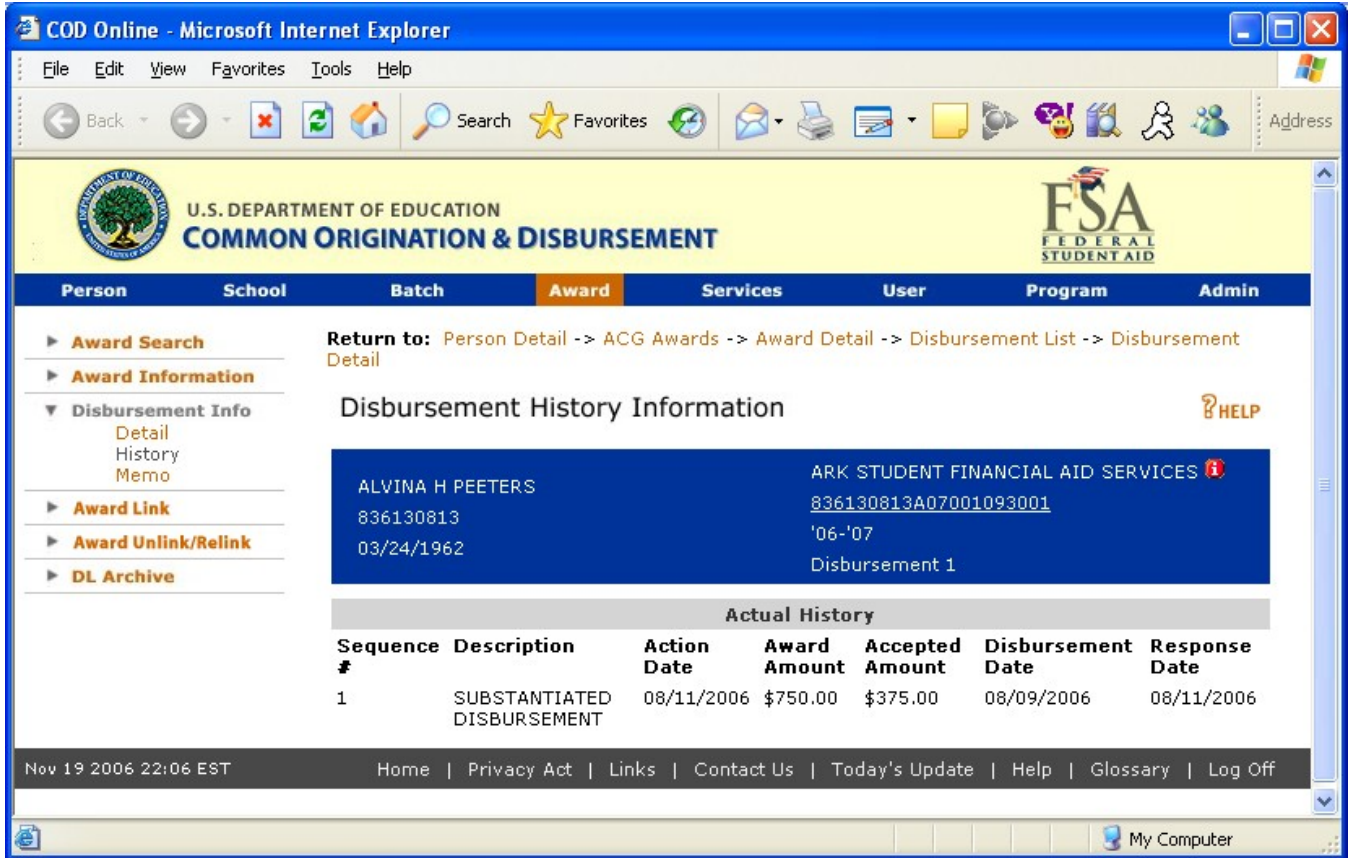 COD Online - Microsoft Internet Explorer
File Edit View Favorites Tools Help
Back Search Favorites Address
U.S. DEPARTMENT OF EDUCATION
COMMON ORIGINATION & DISBURSEMENT
FSA
FEDERAL
STUDENT AID
Person School Batch Award Services User Program Admin
Award Search
Award Information
Disbursement Info
Detail
History
Memo
Award Link
Award Unlink/Relink
DL Archive
Return to: Person Detail -> ACG Awards -> Award Detail -> Disbursement List -> Disbursement
Detail
Disbursement History Information
HELP
ALVINA H PEETERS
836130813
03/24/1962
ARK STUDENT FINANCIAL AID SERVICES
836130813A07001093001
'06-'07
Disbursement 1
Actual History
Sequence Description Action Award Accepted Disbursement Response
# Date Amount Amount Date Date
1 SUBSTANTIATED 08/11/2006 $750.00 $375.00 08/09/2006 08/11/2006
DISBURSEMENT
Nov 19 2006 22:06 EST Home | Privacy Act | Links | Contact Us | Today's Update | Help | Glossary | Log Off
My Computer